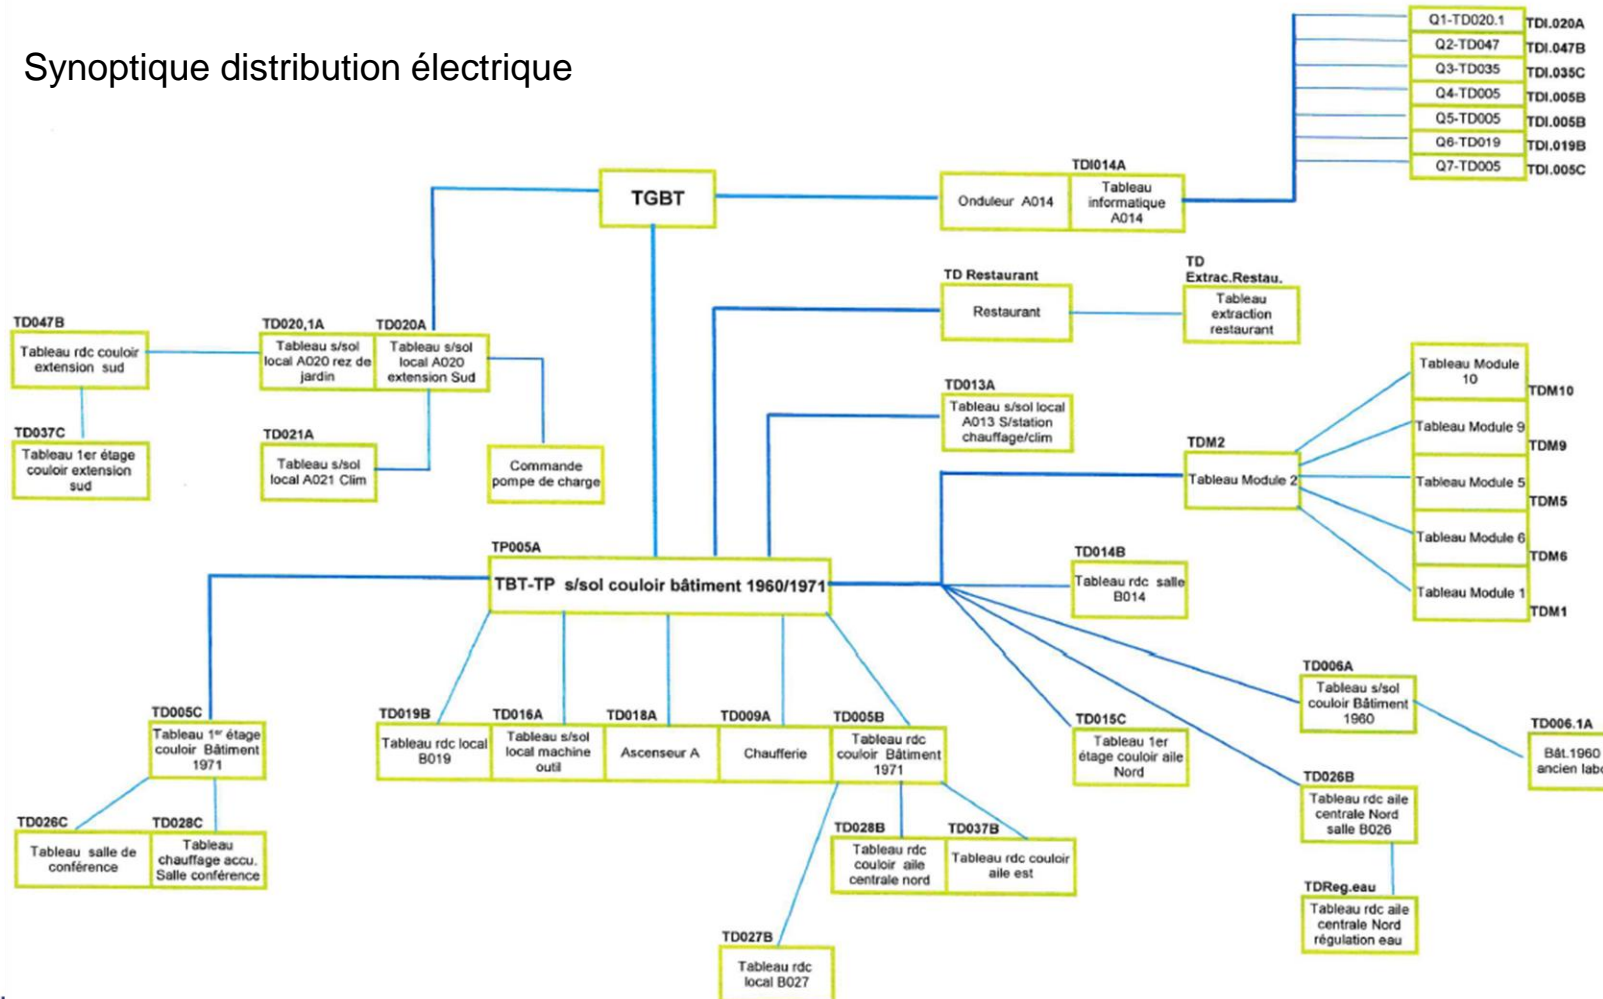 Synoptique distribution électrique
Q1-TD020.1
TDI.020A
Q2-TD047
TDI.047B
Q3-TD035
TDI.035C
Q4-TD005
TDI.005B
Q5-TD005
TDI.005B
Q6-TD019
TDI.019B
Q7-TD005
TDI.005C
TGBT
Onduleur A014
TDI014A
Tableau
informatique
A014
TD Restaurant
Restaurant
TD
Extrac.Restau.
Tableau
extraction
restaurant
TD047B
Tableau rdc couloir
extension sud
TD020,1A
Tableau s/sol
local A020 rez de
jardin
TD020A
Tableau s/sol
local A020
extension Sud
TD037C
Tableau 1er étage
couloir extension
sud
TD021A
Tableau s/sol
local A021 Clim
Commande
pompe de charge
TD013A
Tableau s/sol local
A013 S/station
chauffage/clim
TDM2
Tableau Module 2
Tableau Module
10
TDM10
Tableau Module 9
TDM9
Tableau Module 5
TDM5
Tableau Module 6
TDM6
Tableau Module 1
TDM1
TP005A
TBT-TP s/sol couloir bâtiment 1960/1971
TD014B
Tableau rdc salle
B014
TD006A
Tableau s/sol
couloir Bâtiment
1960
TD006.1A
Bât.1960
ancien labo
TD005C
Tableau 1er étage
couloir Bâtiment
1971
TD019B
Tableau rdc local
B019
TD016A
Tableau s/sol
local machine
outil
TD018A
Ascenseur A
TD009A
Chaufferie
TD005B
Tableau rdc
couloir Bâtiment
1971
TD015C
Tableau 1er
étage couloir aile
Nord
TD026B
Tableau rdc aile
centrale Nord
salle B026
TD026C
Tableau salle de
conférence
TD028C
Tableau
chauffage accu.
Salle conférence
TD028B
Tableau rdc
couloir aile
centrale nord
TD037B
Tableau rdc couloir
aile est
TDReg.eau
Tableau rdc aile
centrale Nord
régulation eau
TD027B
Tableau rdc
local B027